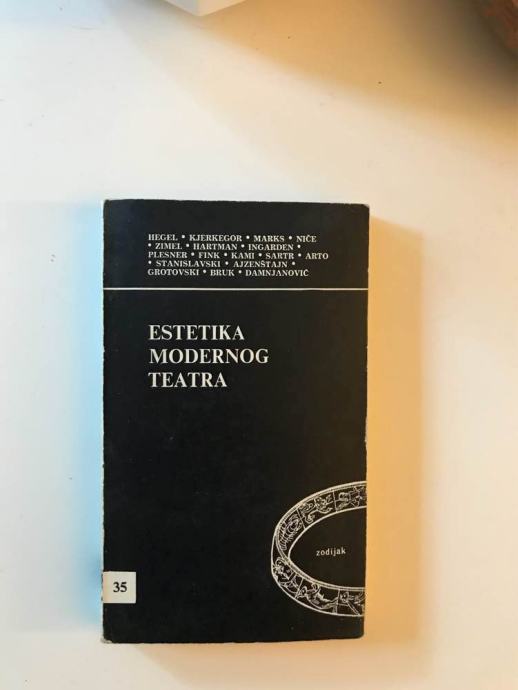 HEGEL • KJERKEGOR • MARKS • NIČE
• ZIMEL • HARTMAN • INGARDEN •
PLESNER • FINK • KAMI • SARTR • ARTO
• STANISLAVSKI • AJZENŠTAJN •
GROTOVSKI • BRUK • DAMNJANOVIĆ
ESTETIKA
MODERNOG
TEATRA
zodijak
35